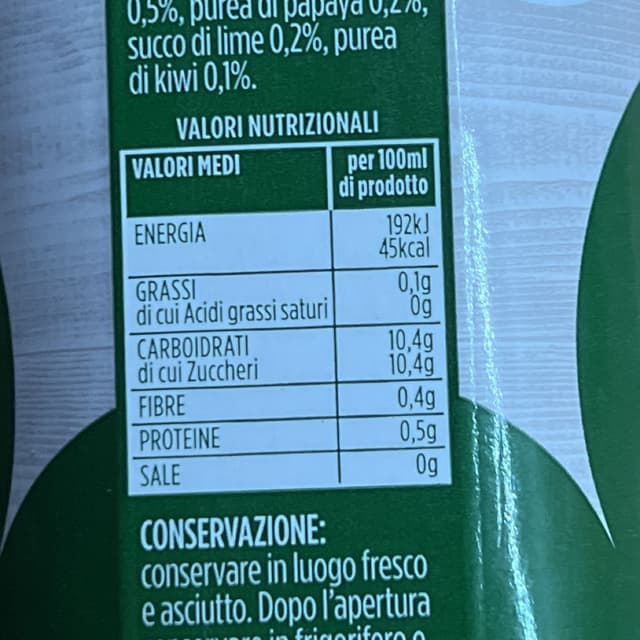 0,5%, purea di papaya 0,2%,
succo di lime 0,2%, purea
di kiwi 0,1%.
VALORI NUTRIZIONALI
VALORI MEDI per 100ml
di prodotto
ENERGIA 192kJ
45kcal
GRASSI 0,1g
di cui Acidi grassi saturi 0g
CARBOIDRATI 10,4g
di cui Zuccheri 10,4g
FIBRE 0,4g
PROTEINE 0,5g
SALE 0g
CONSERVAZIONE:
conservare in luogo fresco
e asciutto. Dopo l'apertura
conservare in frigorifero e